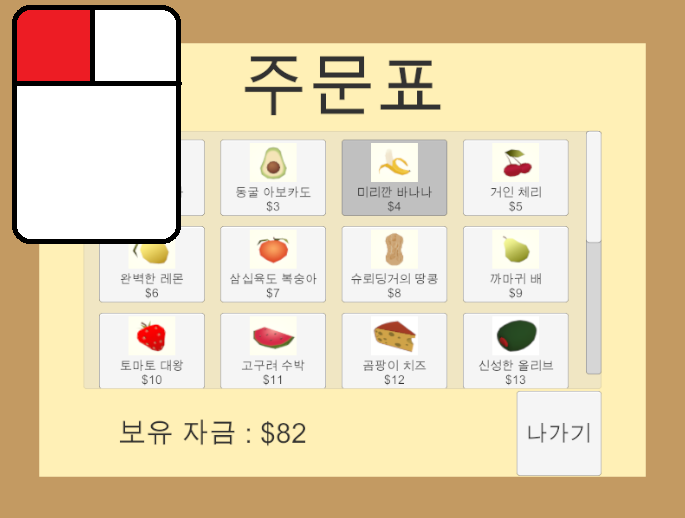 주문표
동굴 아보카도
$3
미리깐 바나나
$4
거인 체리
$5
완벽한 레몬
$6
삼십육도 복숭아
$7
슈뢰딩거의 땅콩
$8
까마귀 배
$9
토마토 대왕
$10
고구려 수박
$11
곰팡이 치즈
$12
신성한 올리브
$13
보유 자금 : $82
나가기